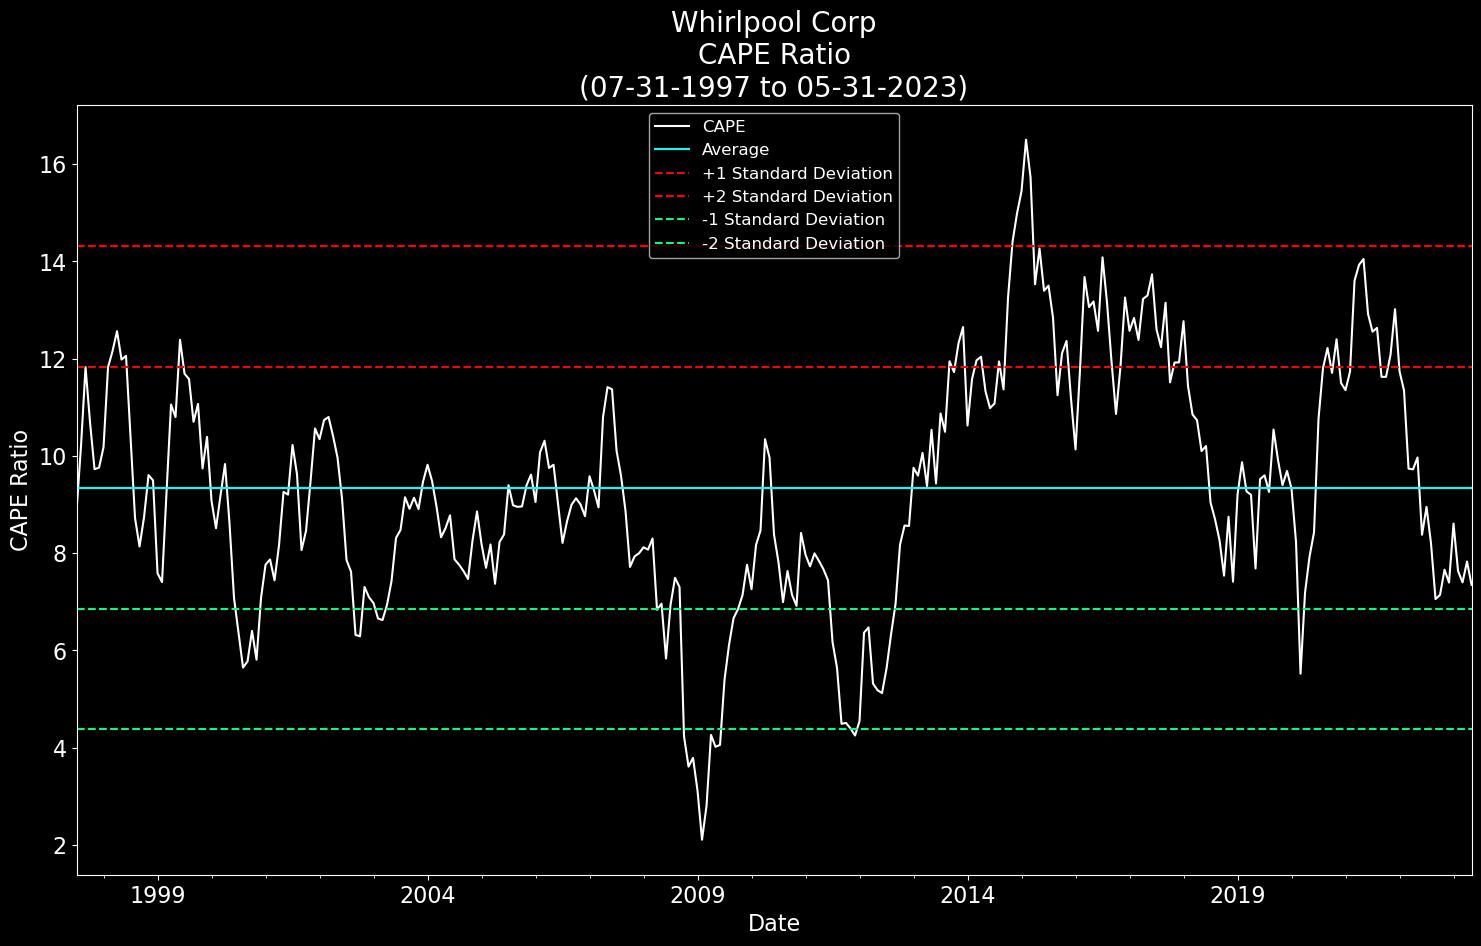 Whirlpool Corp
CAPE Ratio
(07-31-1997 to 05-31-2023)
CAPE
Average
+1 Standard Deviation
+2 Standard Deviation
-1 Standard Deviation
-2 Standard Deviation
CAPE Ratio
16
14
12
10
8
6
4
2
1999
2004
2009
2014
2019
Date